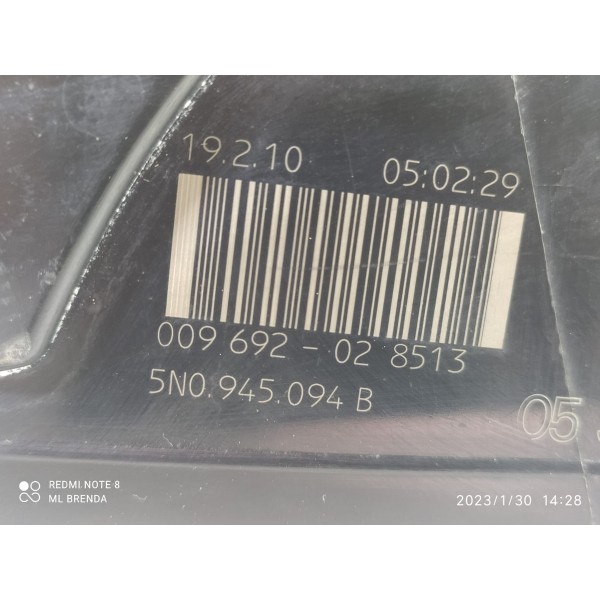 19.2.10 05:02:29
009 692 - 02 8513
5N0.945.094 B
05
REDMI NOTE 8
ML BRENDA
2023/1/30 14:28